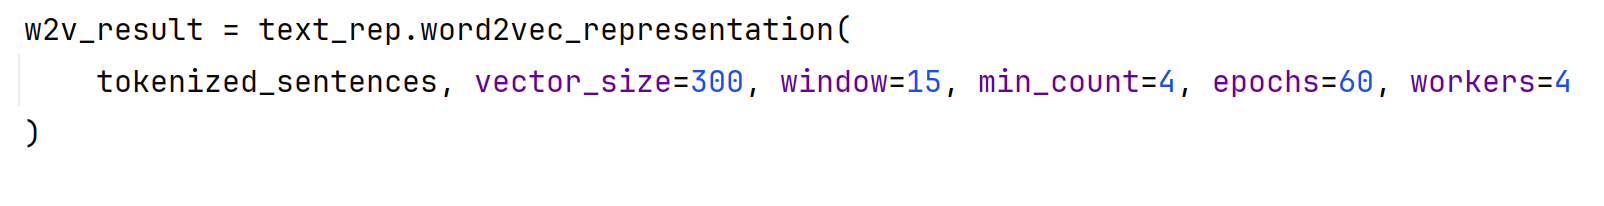 w2v_result = text_rep.word2vec_representation(
    tokenized_sentences, vector_size=300, window=15, min_count=4, epochs=60, workers=4
)